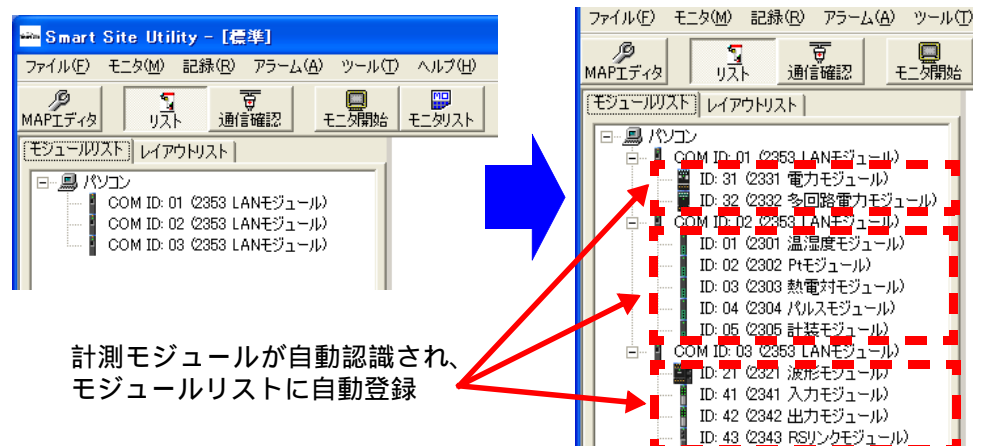 Smart Site Utility - [標準]
ファイル(F) モニタ(M) 記録(R) アラーム(A) ツール(T) ヘルプ(H)
MAPエディタ リスト 通信確認 モニタ開始 モニタリスト
モジュールリスト レイアウトリスト
パソコン
COM ID: 01 (2353 LANモジュール)
COM ID: 02 (2353 LANモジュール)
COM ID: 03 (2353 LANモジュール)
計測モジュールが自動認識され、
モジュールリストに自動登録
ファイル(F) モニタ(M) 記録(R) アラーム(A) ツール(T)
MAPエディタ リスト 通信確認 モニタ開始
モジュールリスト レイアウトリスト
パソコン
COM ID: 01 (2353 LANモジュール)
ID: 31 (2331 電力モジュール)
ID: 32 (2332 多回路電力モジュール)
COM ID: 02 (2353 LANモジュール)
ID: 01 (2301 温湿度モジュール)
ID: 02 (2302 Ptモジュール)
ID: 03 (2303 熱電対モジュール)
ID: 04 (2304 パルスモジュール)
ID: 05 (2305 計装モジュール)
COM ID: 03 (2353 LANモジュール)
ID: 21 (2321 波形モジュール)
ID: 41 (2341 入力モジュール)
ID: 42 (2342 出力モジュール)
ID: 43 (2343 RSリンクモジュール)